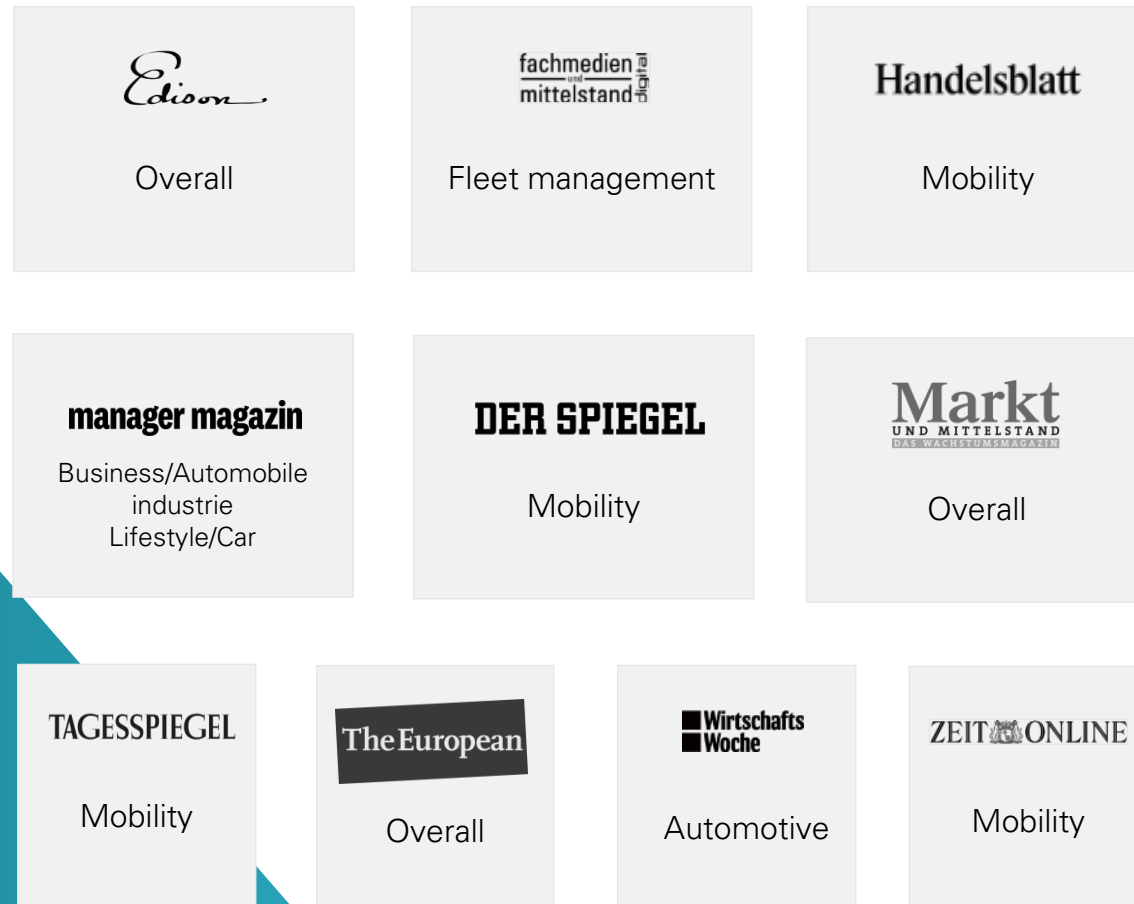 Edison
fachmedien
und
mittelstand
digital
Handelsblatt
Overall
Fleet management
Mobility
manager magazin
Business/Automobile
industrie
Lifestyle/Car
DER SPIEGEL
Mobility
Markt
UND MITTELSTAND
DAS WACHSTUMSMAGAZIN
Overall
TAGESSPIEGEL
Mobility
The European
Overall
Wirtschafts
Woche
Automotive
ZEIT ONLINE
Mobility